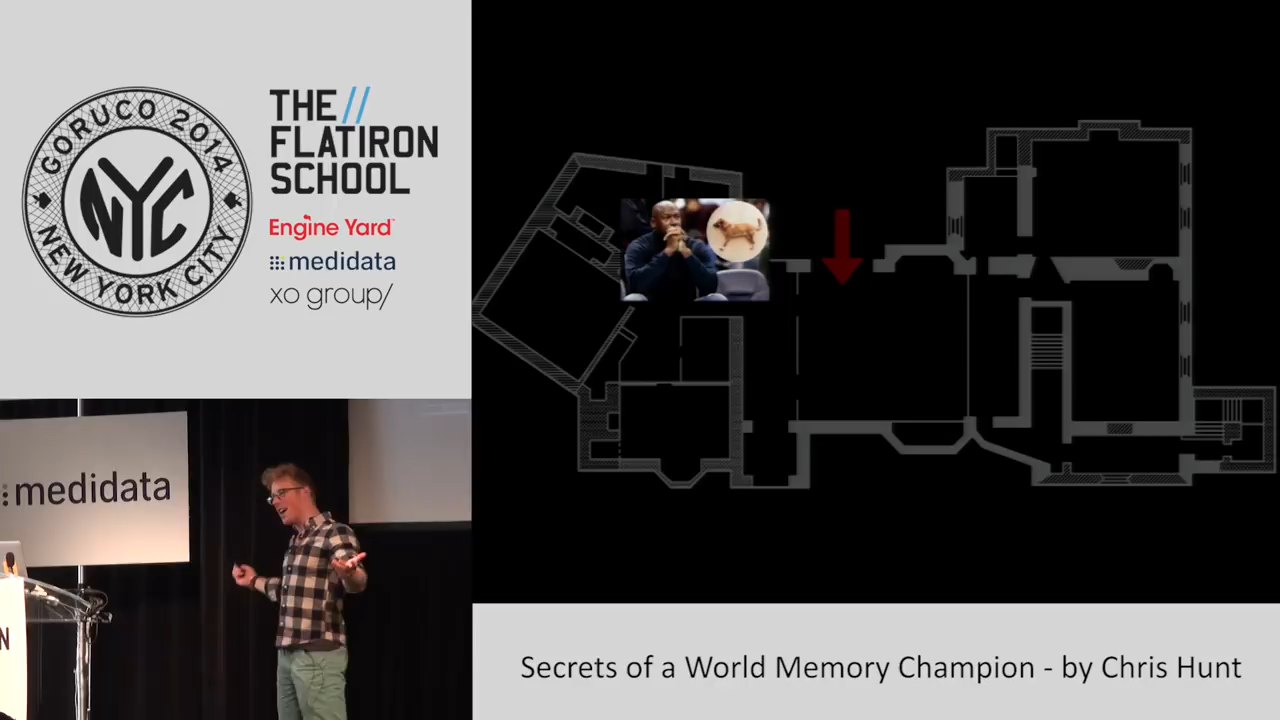 GORUCO 2014
NYC
NEW YORK CITY
THE //
FLATIRON
SCHOOL
Engine Yard
medidata
xo group/
medidata
N
Secrets of a World Memory Champion - by Chris Hunt